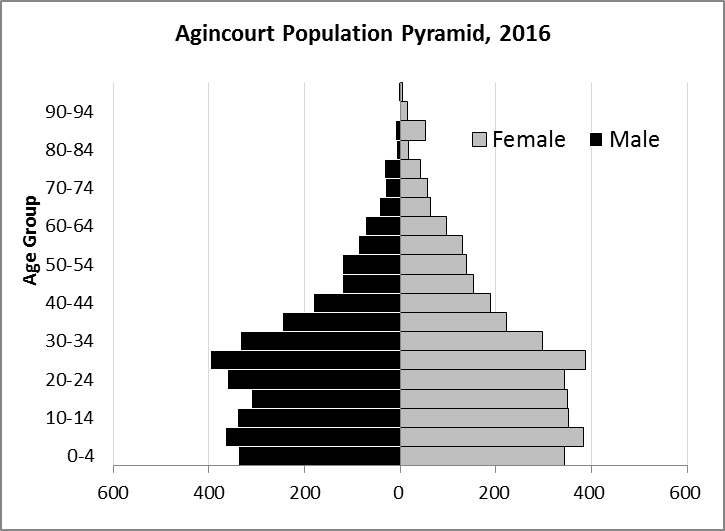 Agincourt Population Pyramid, 2016
Age Group
90-94
80-84
70-74
60-64
50-54
40-44
30-34
20-24
10-14
0-4
Female Male
600 400 200 0 200 400 600